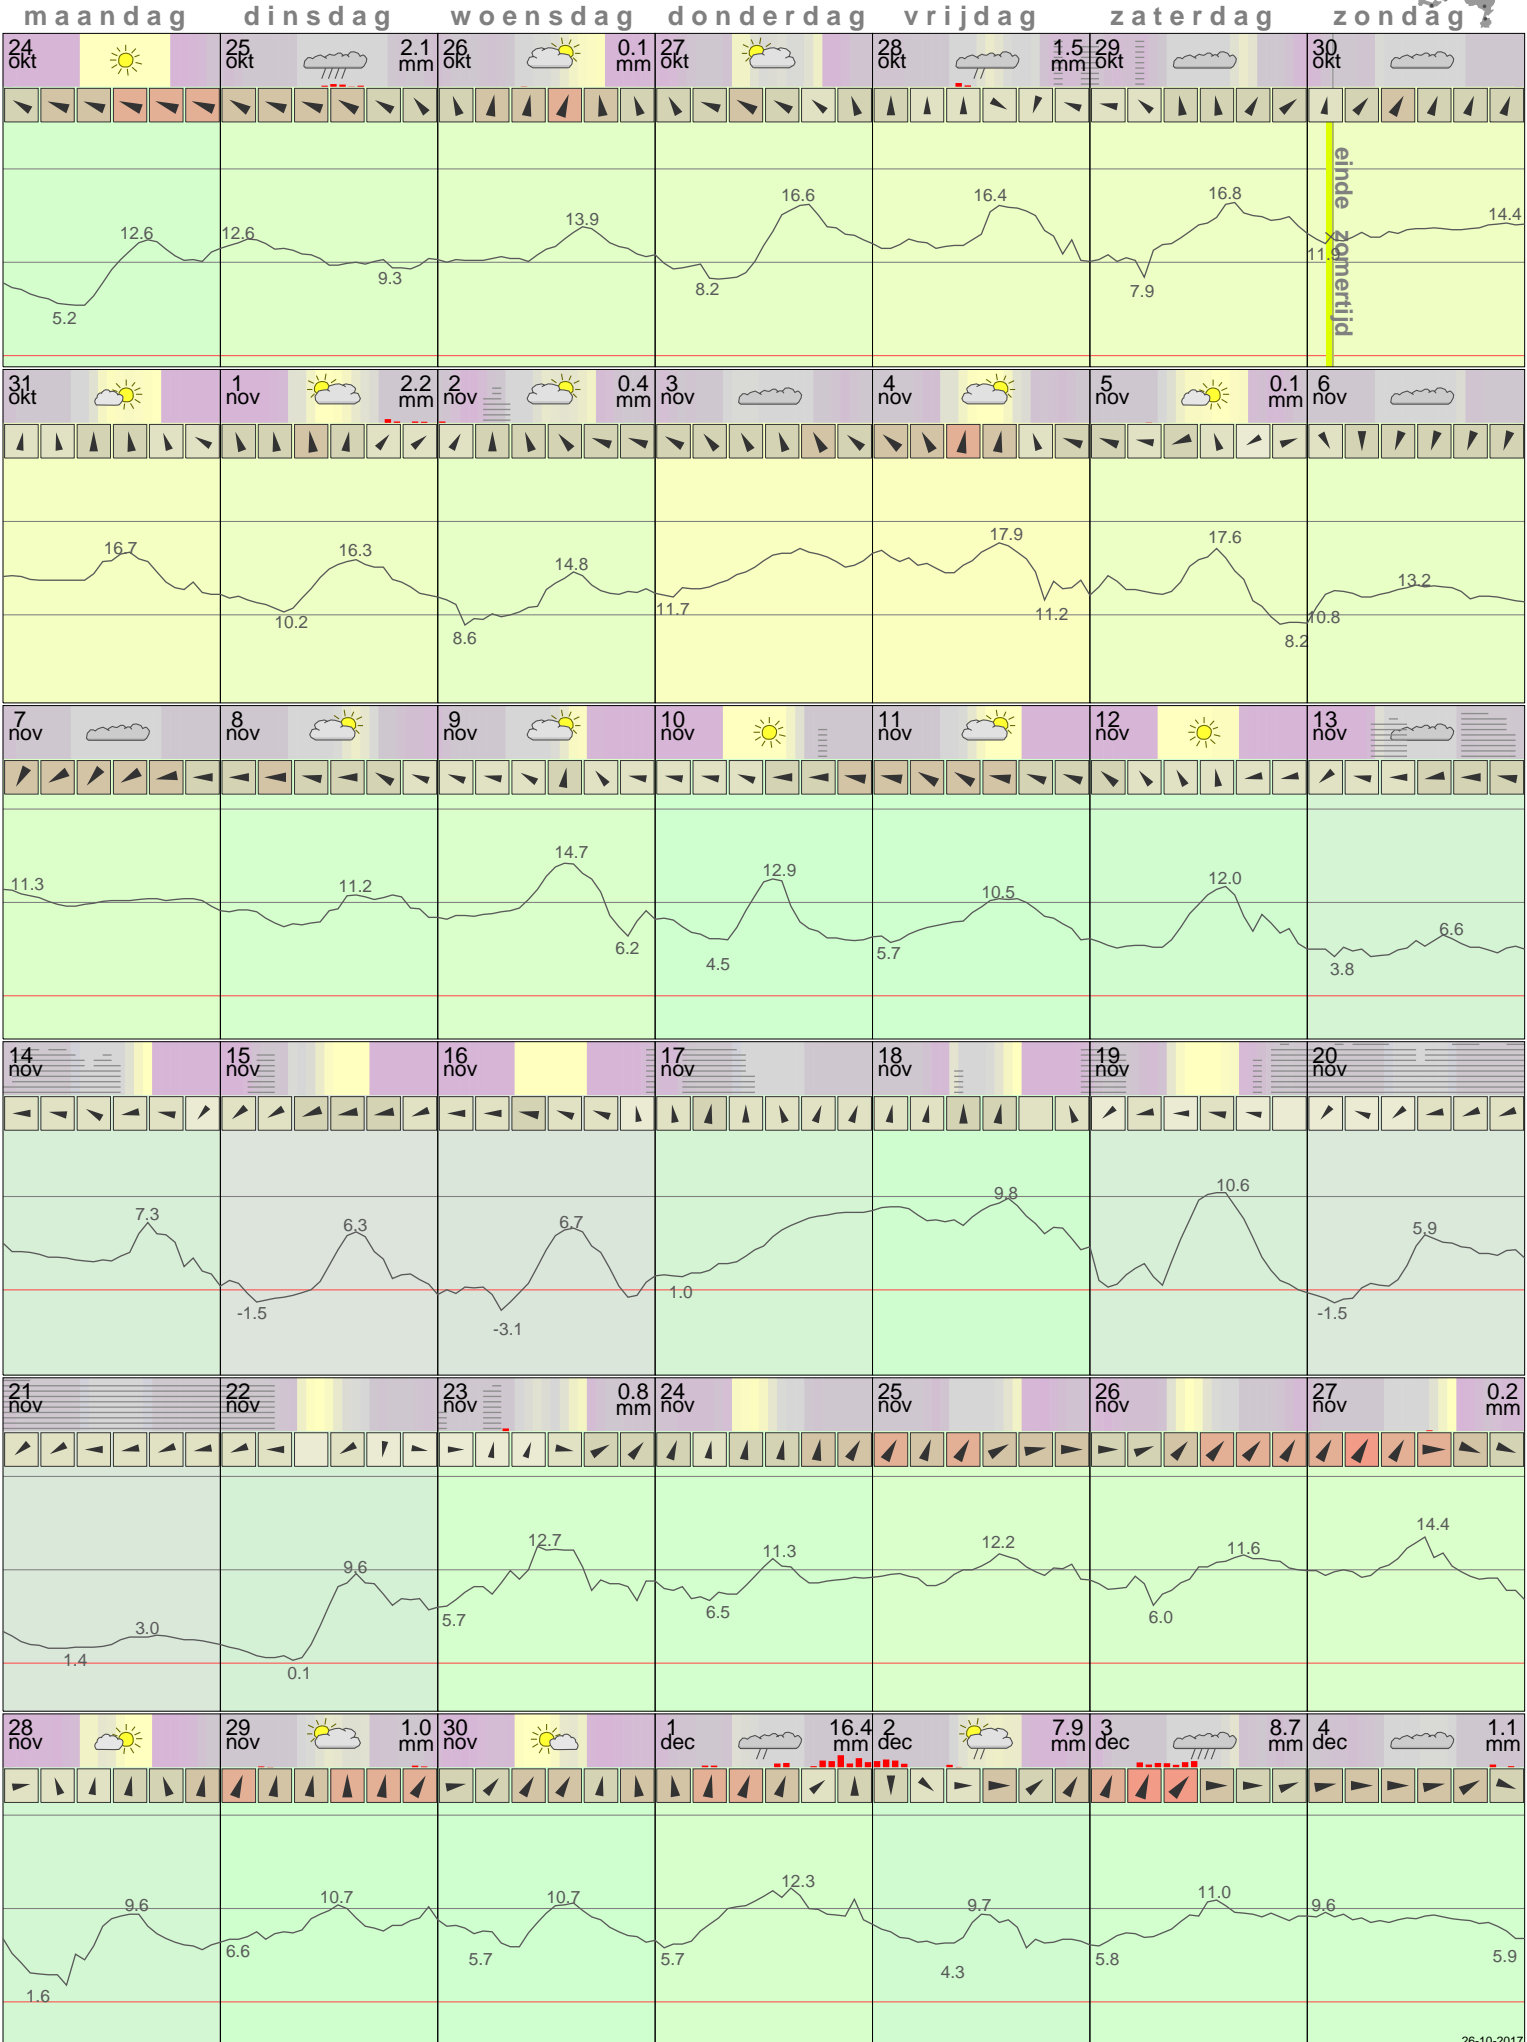 maandag dinsdag woensdag donderdag vrijdag zaterdag zondag
24 okt
25 okt 2.1 mm
26 okt 0.1 mm
27 okt
28 okt 1.5 mm
29 okt
30 okt
5.2 12.6
12.6 9.3
13.9
8.2 16.6
16.4
7.9 16.8
11.9 14.4
einde zomertijd
31 okt
1 nov 2.2 mm
2 nov 0.4 mm
3 nov
4 nov
5 nov 0.1 mm
6 nov
16.7
10.2 16.3
8.6 14.8
11.7
17.9 11.2
17.6 8.2
10.8 13.2
7 nov
8 nov
9 nov
10 nov
11 nov
12 nov
13 nov
11.3
11.2
14.7 6.2
4.5 12.9
5.7 10.5
12.0
3.8 6.6
14 nov
15 nov
16 nov
17 nov
18 nov
19 nov
20 nov
7.3
-1.5 6.3
-3.1 6.7
1.0
9.8
10.6
-1.5 5.9
21 nov
22 nov
23 nov 0.8 mm
24 nov
25 nov
26 nov
27 nov 0.2 mm
1.4 3.0
0.1 9.6
5.7 12.7
6.5 11.3
12.2
6.0 11.6
14.4
28 nov
29 nov 1.0 mm
30 nov
1 dec 16.4 mm
2 dec 7.9 mm
3 dec 8.7 mm
4 dec 1.1 mm
1.6 9.6
6.6 10.7
5.7 10.7
5.7 12.3
4.3 9.7
5.8 11.0
9.6 5.9
26-10-2017